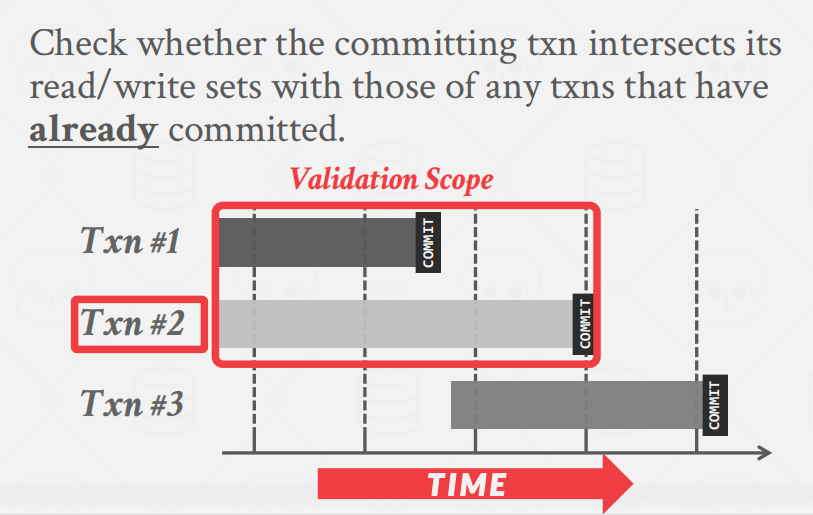 Check whether the committing txn intersects its
read/write sets with those of any txns that have
already committed.
Validation Scope
Txn #1
COMMIT
Txn #2
COMMIT
Txn #3
COMMIT
TIME